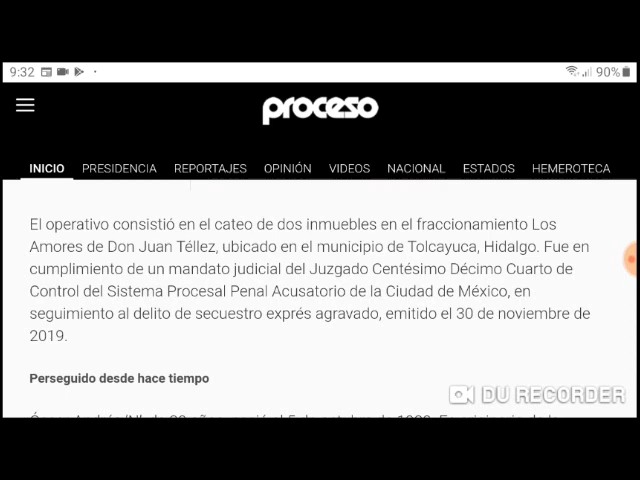 9:32 90%
proceso
INICIO PRESIDENCIA REPORTAJES OPINIÓN VIDEOS NACIONAL ESTADOS HEMEROTECA
El operativo consistió en el cateo de dos inmuebles en el fraccionamiento Los
Amores de Don Juan Téllez, ubicado en el municipio de Tolcayuca, Hidalgo. Fue en
cumplimiento de un mandato judicial del Juzgado Centésimo Décimo Cuarto de
Control del Sistema Procesal Penal Acusatorio de la Ciudad de México, en
seguimiento al delito de secuestro exprés agravado, emitido el 30 de noviembre de
2019.
Perseguido desde hace tiempo
DU RECORDER